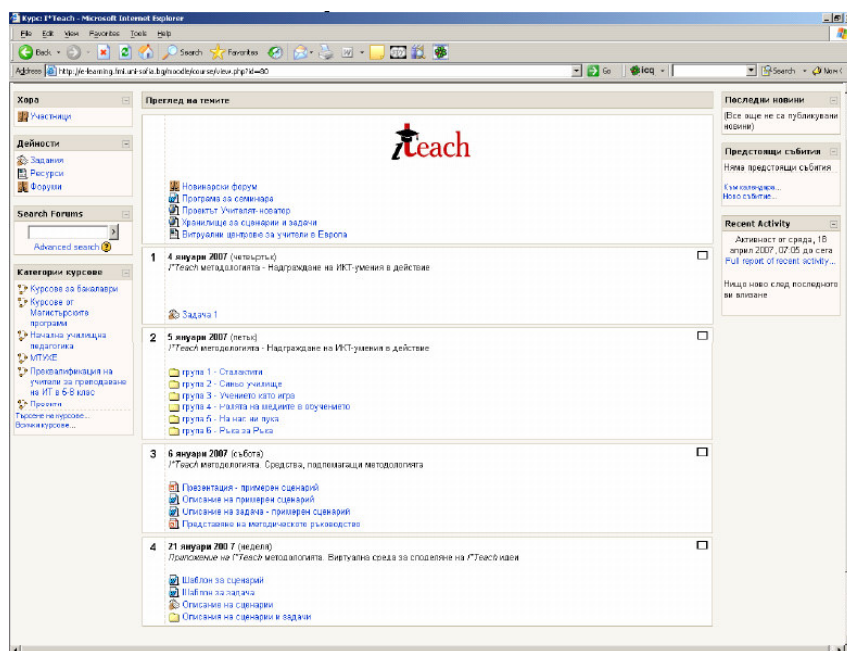 Курс: I*Teach - Microsoft Internet Explorer
File Edit View Favorites Tools Help
Back Search Favorites
Address http://e-learning.fmi.uni-sofia.bg/moodle/course/view.php?id=80 Go icq Search
Хора
Участници
Дейности
Задания
Ресурси
Форуми
Search Forums
Advanced search
Категории курсове
Курсове за бакалаври
Курсове от
Магистърските
програми
Начална училищна
педагогика
МТУХЕ
Преквалификация на
учители за преподаване
на ИТ в 5-8 клас
Проекти
Търсене на курсове...
Всички курсове...
Преглед на темите
iTeach
Новинарски форум
Програма за семинара
Проектът Учителят-новатор
Хранилище за сценарии и задачи
Витруални центрове за учители в Европа
1 4 януари 2007 (четвъртък)
I*Teach методологията - Надграждане на ИКТ-умения в действие
Задача 1
2 5 януари 2007 (петък)
I*Teach методологията - Надграждане на ИКТ-умения в действие
група 1 - Сталактити
група 2 - Синьо училище
група 3 - Учението като игра
група 4 - Ролята на медиите в обучението
група 5 - На нас ни пука
група 6 - Ръка за Ръка
3 6 януари 2007 (събота)
I*Teach методологията. Средства, подпомагащи методологията
Презентация - примерен сценарий
Описание на примерен сценарий
Описание на задача - примерен сценарий
Представяне на методическото ръководство
4 21 януари 200 7 (неделя)
Приложение на I*Teach методологията. Виртуална среда за споделяне на I*Teach идеи
Шаблон за сценарий
Шаблон за задача
Описание на сценарии
Описания на сценарии и задачи
Последни новини
(Все още не са публикувани
новини)
Предстоящи събития
Няма предстоящи събития
Към календара...
Ново събитие...
Recent Activity
Активност от сряда, 18
април 2007, 07:05 до сега
Full report of recent activity...
Нищо ново след последното
ви влизане